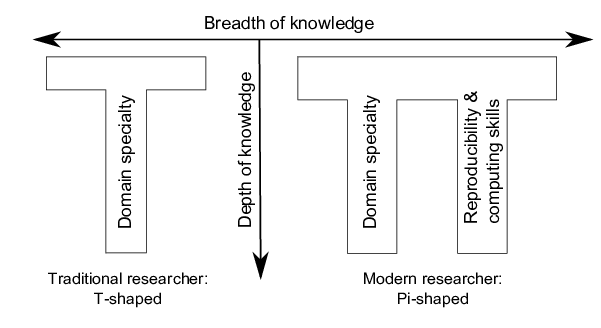 Breadth of knowledge
Domain specialty
Depth of knowledge
Domain specialty
Reproducibility &
computing skills
Traditional researcher:
T-shaped
Modern researcher:
Pi-shaped